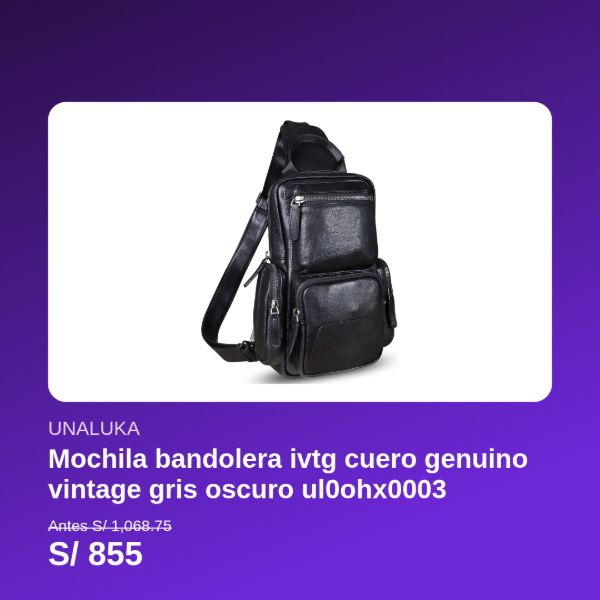 UNALUKA
Mochila bandolera ivtg cuero genuino
vintage gris oscuro ul0ohx0003
Antes S/ 1,068.75
S/ 855